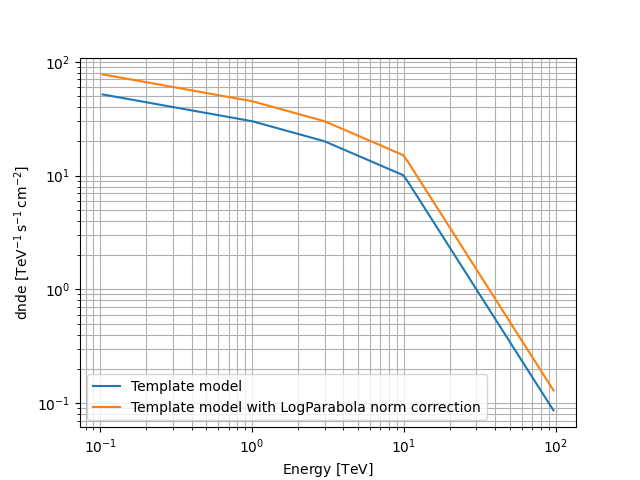 10²
10¹
10⁰
10⁻¹
dnde [TeV⁻¹ s⁻¹ cm⁻²]
Template model
Template model with LogParabola norm correction
10⁻¹ 10⁰ 10¹ 10²
Energy [TeV]